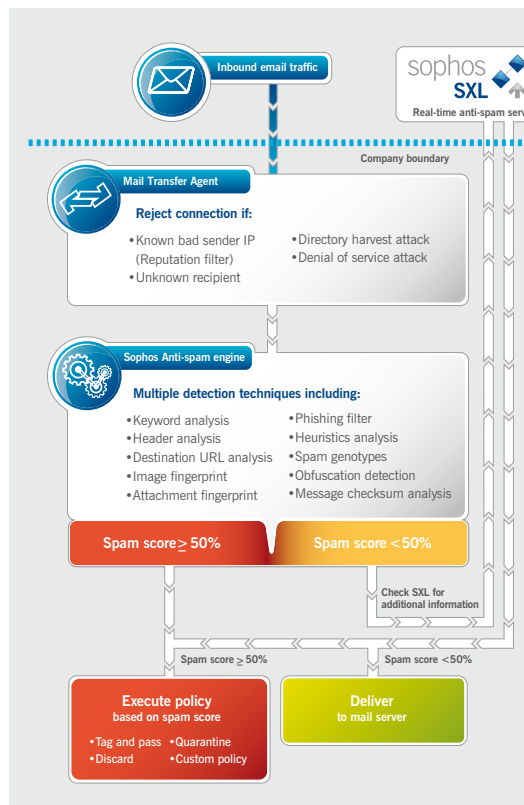 Inbound email traffic
sophos
SXL
Real-time anti-spam serv
Company boundary
Mail Transfer Agent
Reject connection if:
•Known bad sender IP
(Reputation filter)
•Unknown recipient
•Directory harvest attack
•Denial of service attack
Sophos Anti-spam engine
Multiple detection techniques including:
•Keyword analysis
•Header analysis
•Destination URL analysis
•Image fingerprint
•Attachment fingerprint
•Phishing filter
•Heuristics analysis
•Spam genotypes
•Obfuscation detection
•Message checksum analysis
Spam score ≥ 50%
Spam score <50%
Check SXL for
additional information
Spam score ≥ 50%
Spam score <50%
Execute policy
based on spam score
•Tag and pass
•Discard
•Quarantine
•Custom policy
Deliver
to mail server